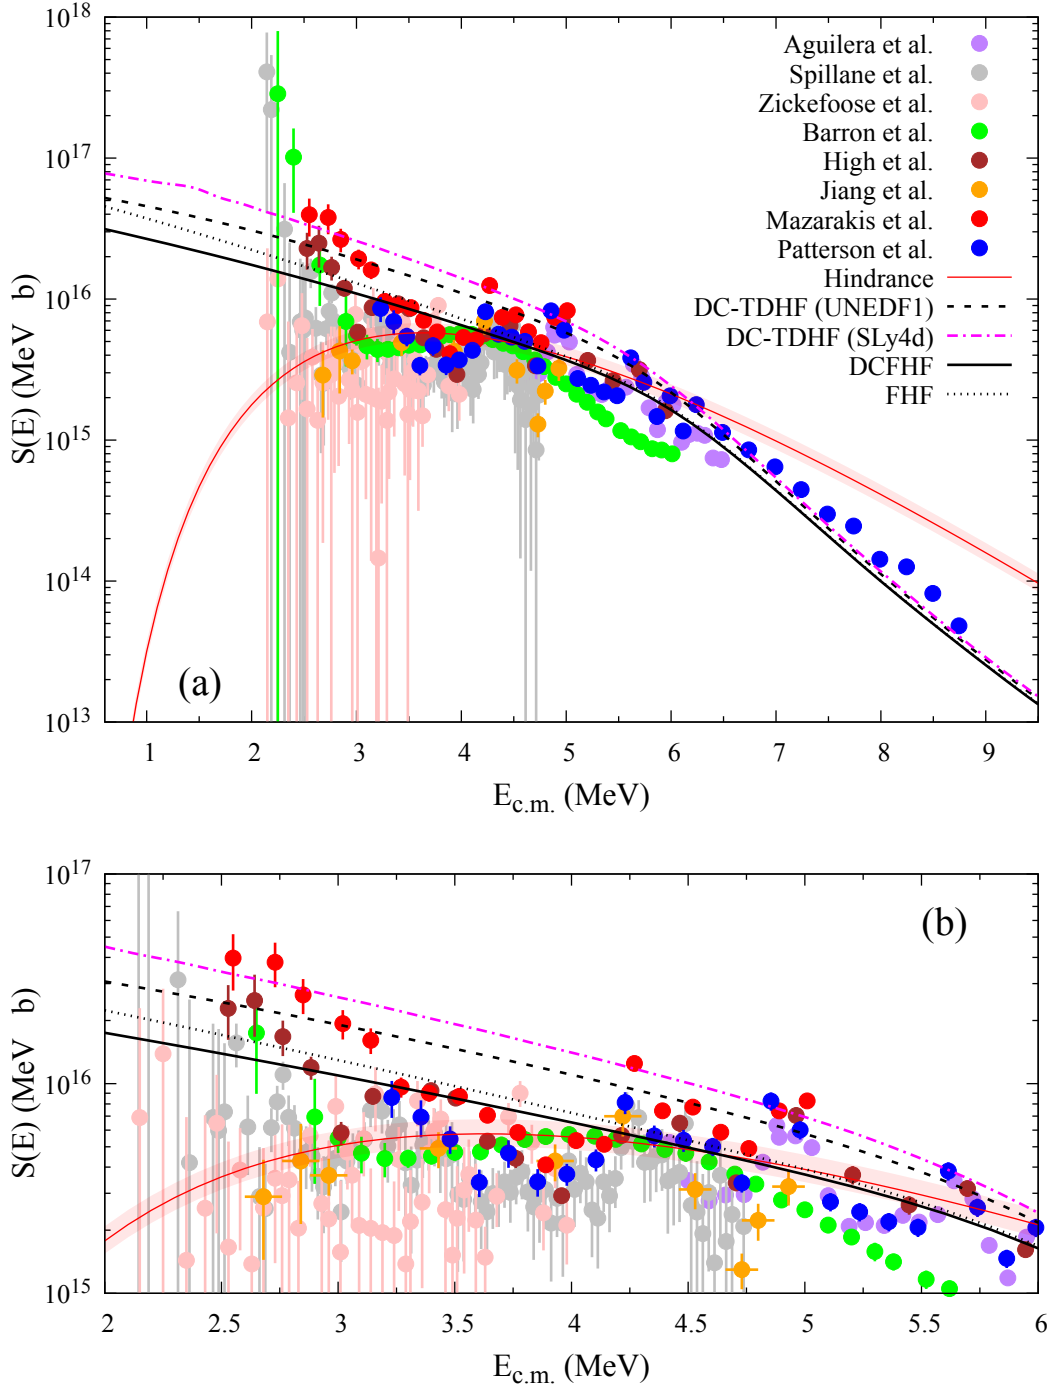 10^18
10^17
10^16
10^15
10^14
10^13
S(E) (MeV b)
Aguilera et al.
Spillane et al.
Zickefoose et al.
Barron et al.
High et al.
Jiang et al.
Mazarakis et al.
Patterson et al.
Hindrance
DC-TDHF (UNEDF1)
DC-TDHF (SLy4d)
DCFHF
FHF
(a)
1 2 3 4 5 6 7 8 9
E_c.m. (MeV)
10^17
10^16
10^15
S(E) (MeV b)
(b)
2 2.5 3 3.5 4 4.5 5 5.5 6
E_c.m. (MeV)